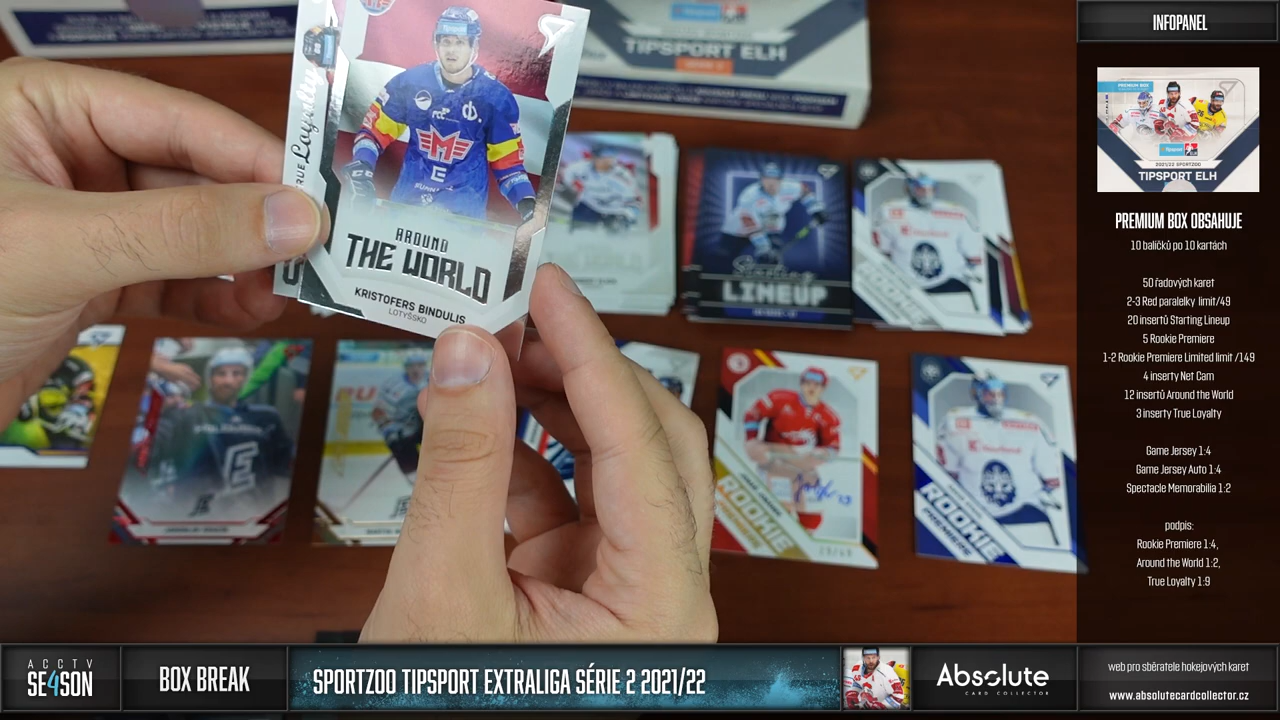 TIPSPORT ELH
INFOPANEL
PREMIUM BOX
2021/22 SPORTZOO
TIPSPORT ELH
PREMIUM BOX OBSAHUJE
10 balíčků po 10 kartách
50 řadových karet
2-3 Red paralelky limit/49
20 insertů Starting Lineup
5 Rookie Premiere
1-2 Rookie Premiere Limited limit /149
4 inserty Net Cam
12 insertů Around the World
3 inserty True Loyalty
Game Jersey 1:4
Game Jersey Auto 1:4
Spectacle Memorabilia 1:2
podpis:
Rookie Premiere 1:4,
Around the World 1:2,
True Loyalty 1:9
TRUE Loyalty
AROUND
THE WORLD
KRISTOFERS BINDULIS
LOTYŠSKO
Starting
LINEUP
ROOKIE
ROOKIE
PREMIERE
ACCTV
SE4SON
BOX BREAK
SPORTZOO TIPSPORT EXTRALIGA SÉRIE 2 2021/22
Absolute
CARD COLLECTOR
web pro sběratele hokejových karet
www.absolutecardcollector.cz